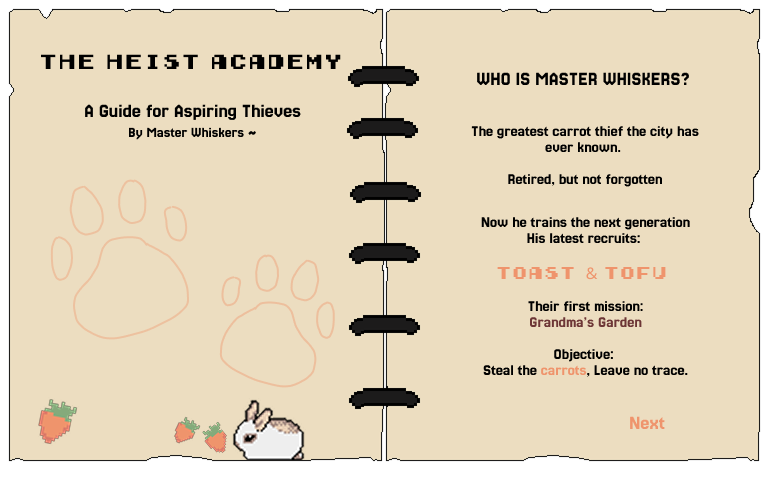 THE HEIST ACADEMY
A Guide for Aspiring Thieves
By Master Whiskers ~
WHO IS MASTER WHISKERS?
The greatest carrot thief the city has
ever known.
Retired, but not forgotten
Now he trains the next generation
His latest recruits:
TOAST & TOFU
Their first mission:
Grandma's Garden
Objective:
Steal the carrots, Leave no trace.
Next